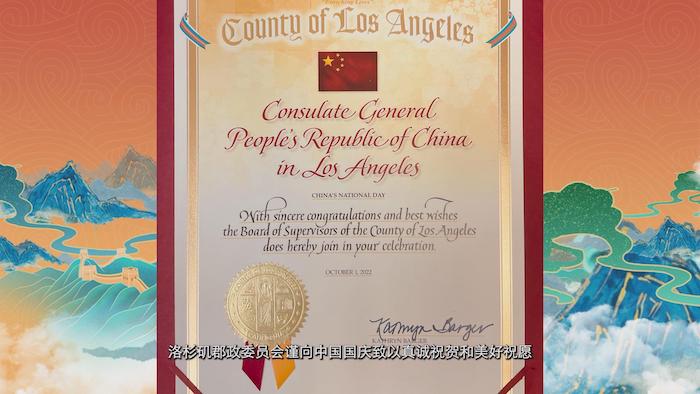 County of Los Angeles
Consulate General
People's Republic of China
in Los Angeles
CHINA'S NATIONAL DAY
With sincere congratulations and best wishes
the Board of Supervisors of the County of Los Angeles
does hereby join in your celebration.
OCTOBER 1, 2022
Kathryn Barger
KATHRYN BARGER
洛杉矶郡政委员会谨向中国国庆致以真诚祝贺和美好祝愿